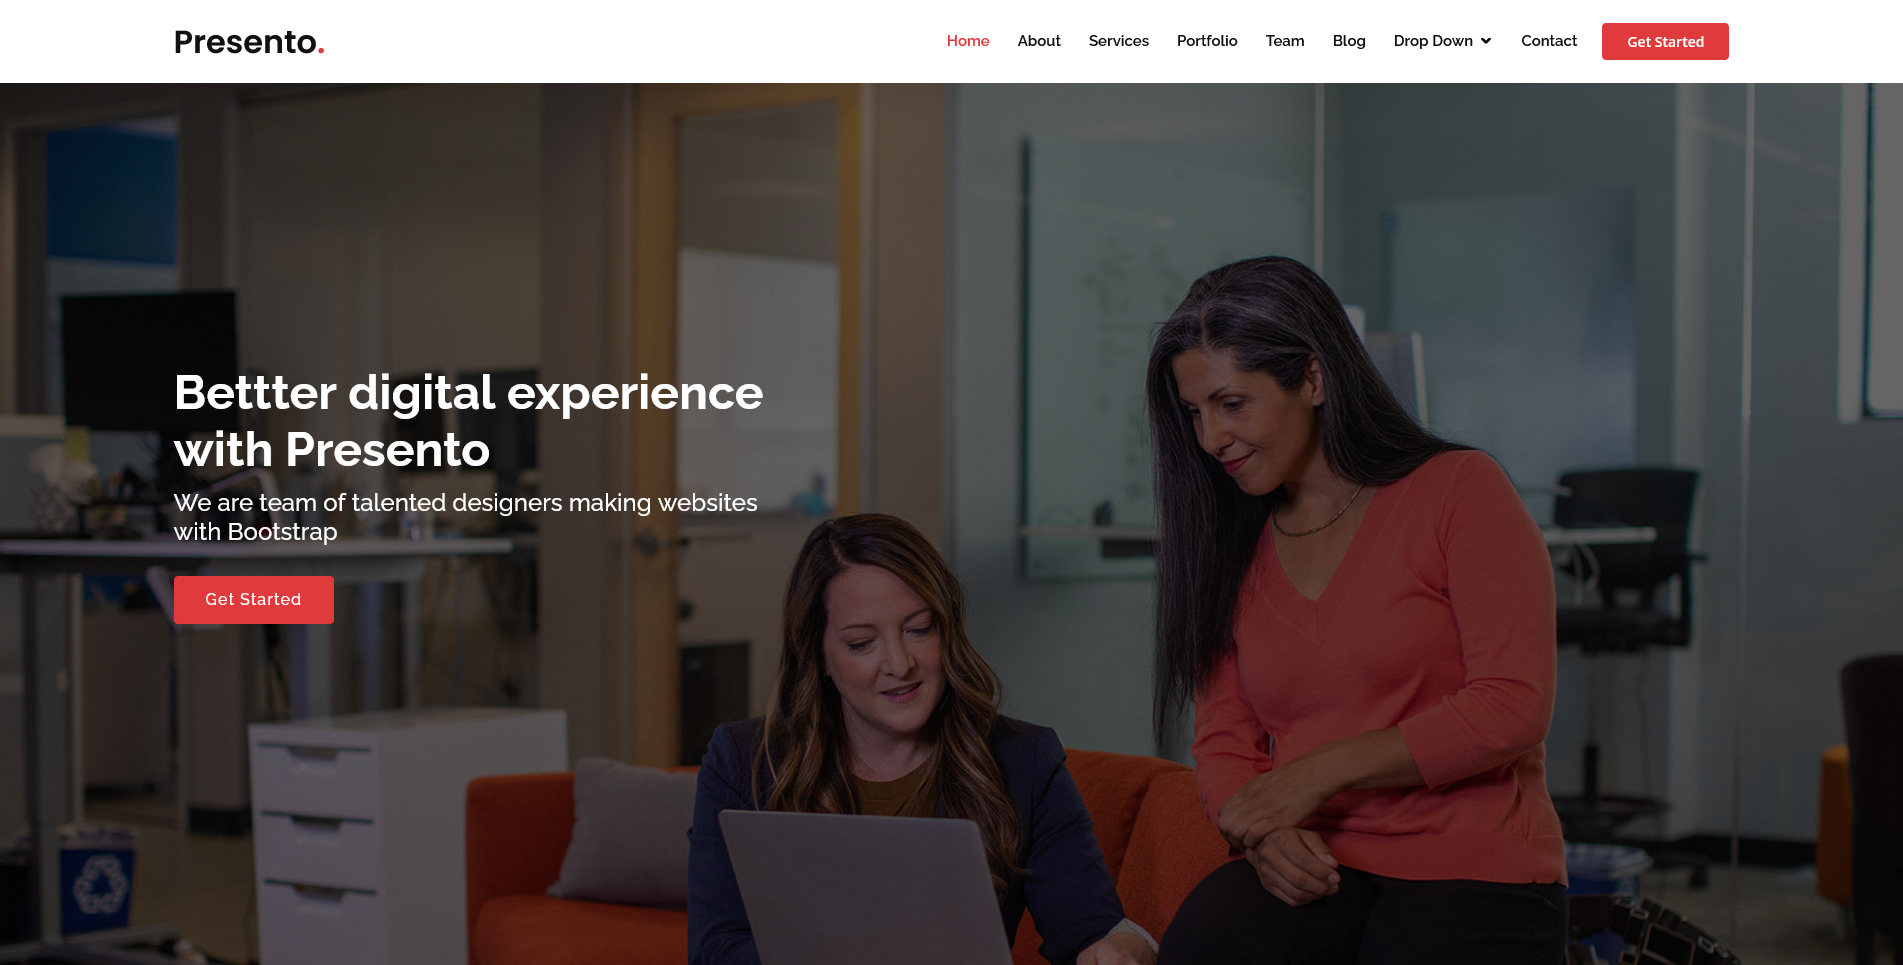 Presento.
Home About Services Portfolio Team Blog Drop Down Contact Get Started
Bettter digital experience
with Presento
We are team of talented designers making websites
with Bootstrap
Get Started